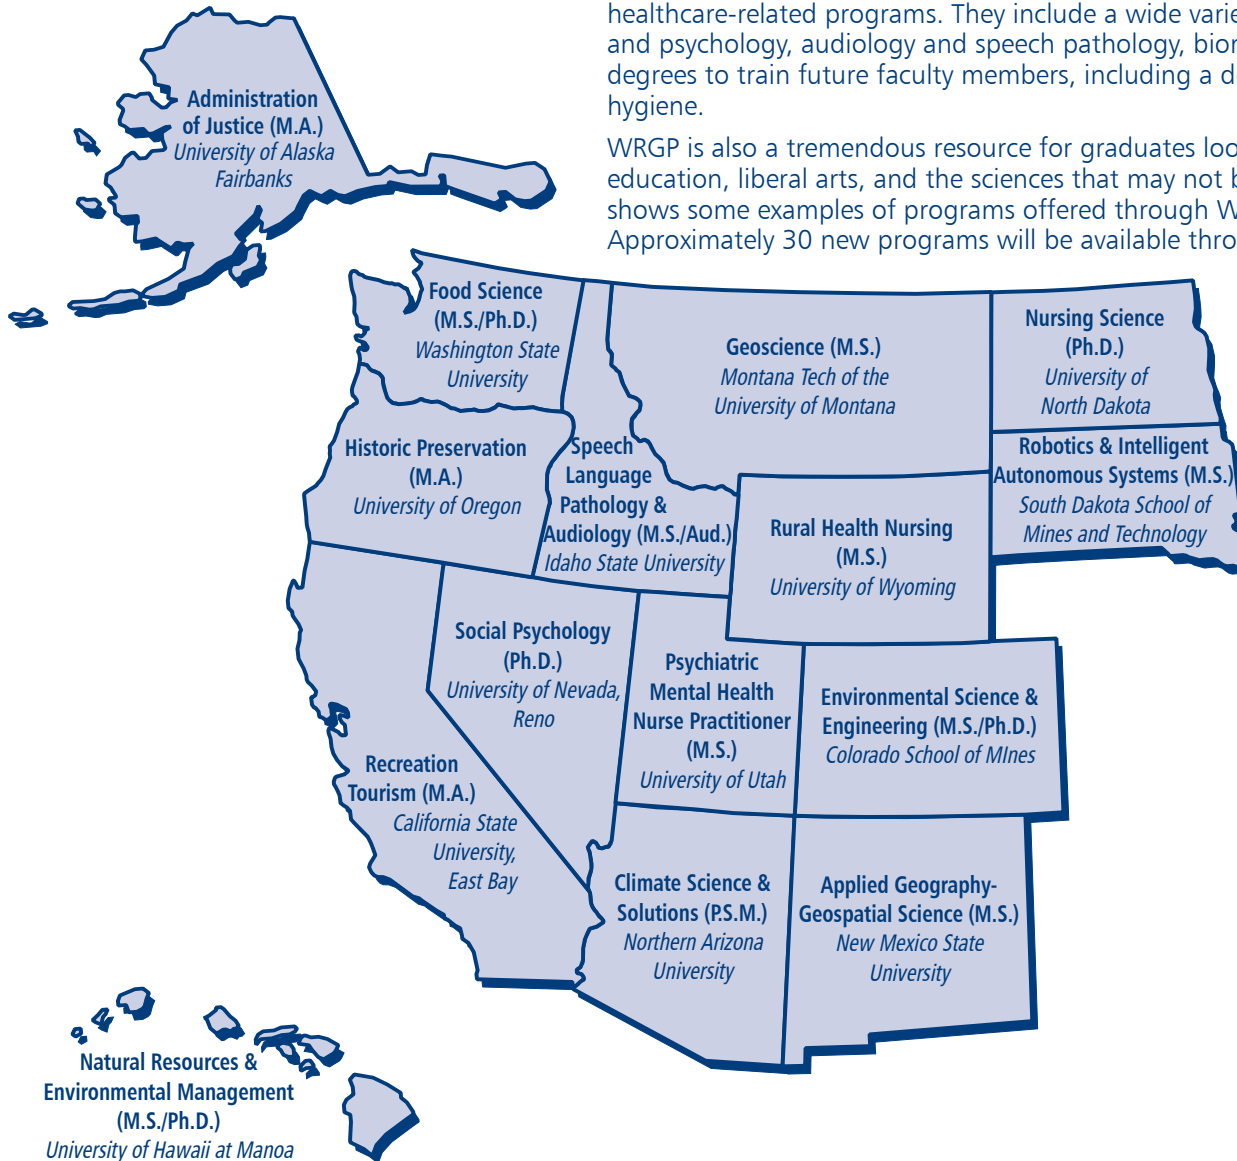 healthcare-related programs. They include a wide varie
and psychology, audiology and speech pathology, bior
degrees to train future faculty members, including a d
hygiene.
WRGP is also a tremendous resource for graduates loo
education, liberal arts, and the sciences that may not b
shows some examples of programs offered through W
Approximately 30 new programs will be available thro
Administration
of Justice (M.A.)
University of Alaska
Fairbanks
Food Science
(M.S./Ph.D.)
Washington State
University
Geoscience (M.S.)
Montana Tech of the
University of Montana
Nursing Science
(Ph.D.)
University of
North Dakota
Historic Preservation
(M.A.)
University of Oregon
Speech
Language
Pathology &
Audiology (M.S./Aud.)
Idaho State University
Robotics & Intelligent
Autonomous Systems (M.S.)
South Dakota School of
Mines and Technology
Rural Health Nursing
(M.S.)
University of Wyoming
Social Psychology
(Ph.D.)
University of Nevada,
Reno
Psychiatric
Mental Health
Nurse Practitioner
(M.S.)
University of Utah
Environmental Science &
Engineering (M.S./Ph.D.)
Colorado School of MInes
Recreation
Tourism (M.A.)
California State
University,
East Bay
Climate Science &
Solutions (P.S.M.)
Northern Arizona
University
Applied Geography-
Geospatial Science (M.S.)
New Mexico State
University
Natural Resources &
Environmental Management
(M.S./Ph.D.)
University of Hawaii at Manoa